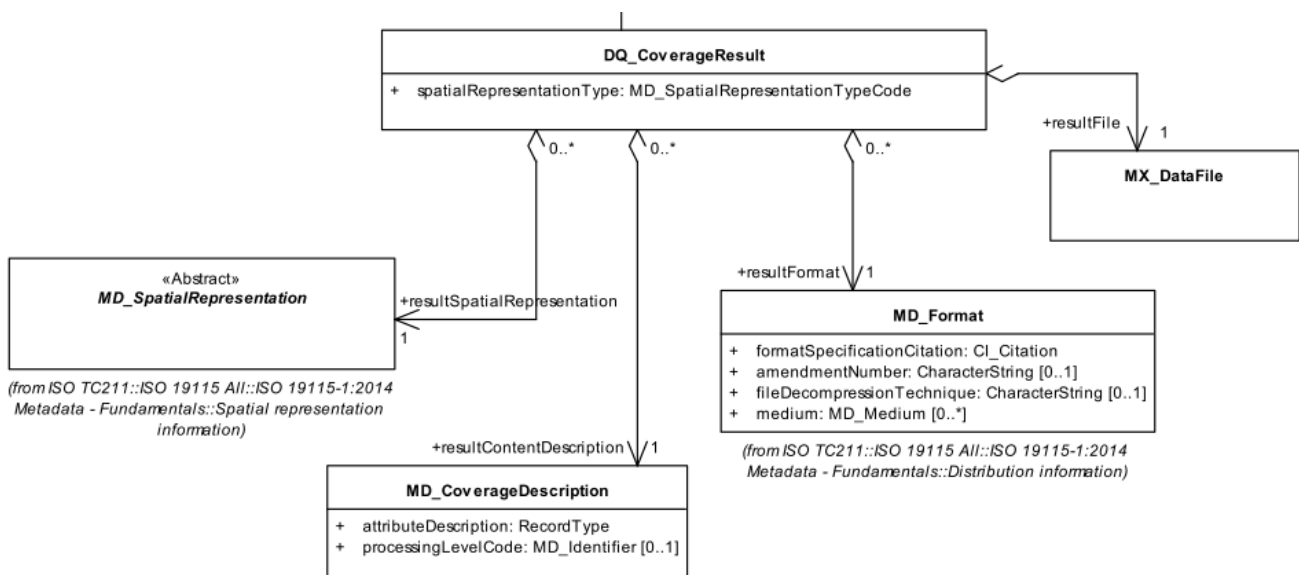 DQ_CoverageResult
+ spatialRepresentationType: MD_SpatialRepresentationTypeCode
+resultFile
1
0..*
0..*
0..*
MX_DataFile
«Abstract»
MD_SpatialRepresentation
+resultSpatialRepresentation
1
+resultFormat
1
MD_Format
+ formatSpecificationCitation: CI_Citation
+ amendmentNumber: CharacterString [0..1]
+ fileDecompressionTechnique: CharacterString [0..1]
+ medium: MD_Medium [0..*]
(from ISO TC211::ISO 19115 All::ISO 19115-1:2014
Metadata - Fundamentals::Spatial representation
information)
(from ISO TC211::ISO 19115 All::ISO 19115-1:2014
Metadata - Fundamentals::Distribution information)
+resultContentDescription
1
MD_CoverageDescription
+ attributeDescription: RecordType
+ processingLevelCode: MD_Identifier [0..1]